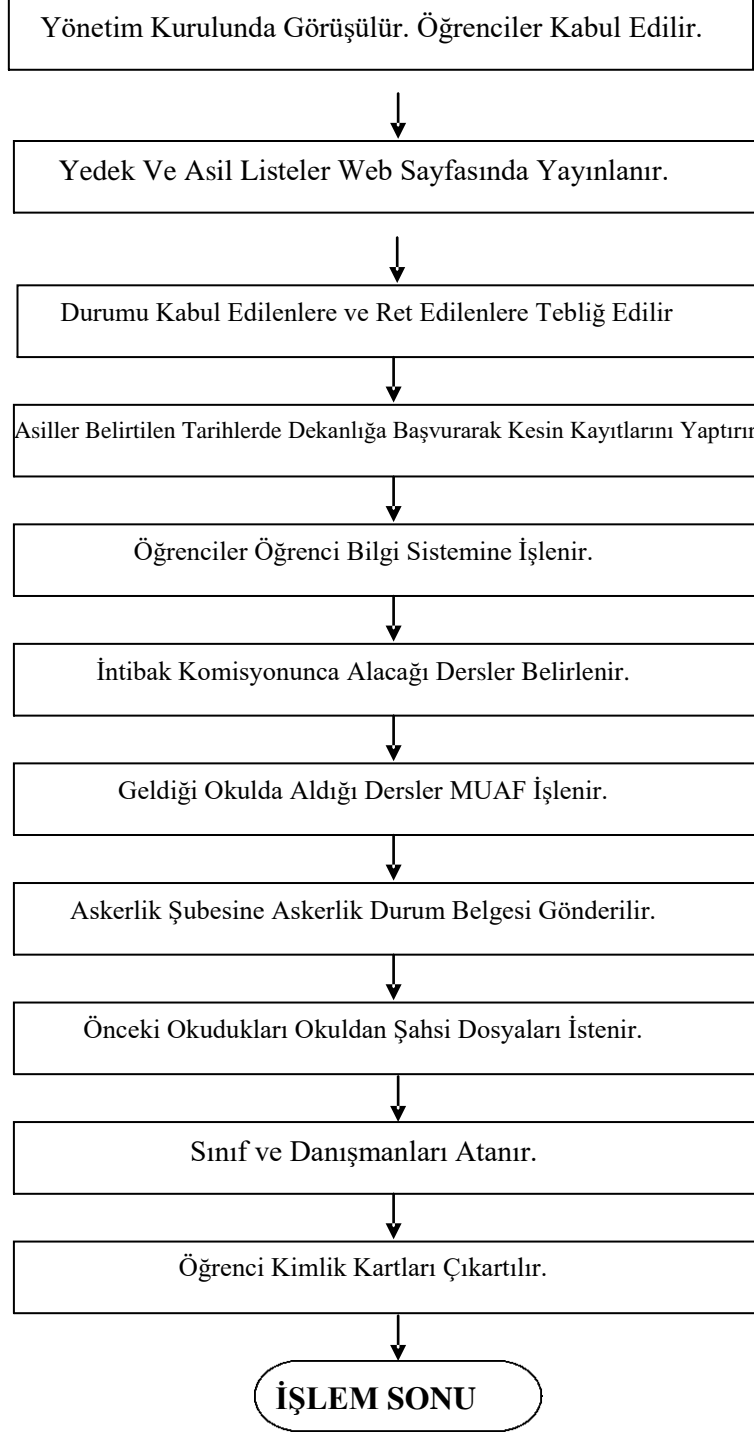 Yönetim Kurulunda Görüşülür. Öğrenciler Kabul Edilir.
Yedek Ve Asil Listeler Web Sayfasında Yayınlanır.
Durumu Kabul Edilenlere ve Ret Edilenlere Tebliğ Edilir
Asiller Belirtilen Tarihlerde Dekanlığa Başvurarak Kesin Kayıtlarını Yaptırır
Öğrenciler Öğrenci Bilgi Sistemine İşlenir.
İntibak Komisyonunca Alacağı Dersler Belirlenir.
Geldiği Okulda Aldığı Dersler MUAF İşlenir.
Askerlik Şubesine Askerlik Durum Belgesi Gönderilir.
Önceki Okudukları Okuldan Şahsi Dosyaları İstenir.
Sınıf ve Danışmanları Atanır.
Öğrenci Kimlik Kartları Çıkartılır.
İŞLEM SONU